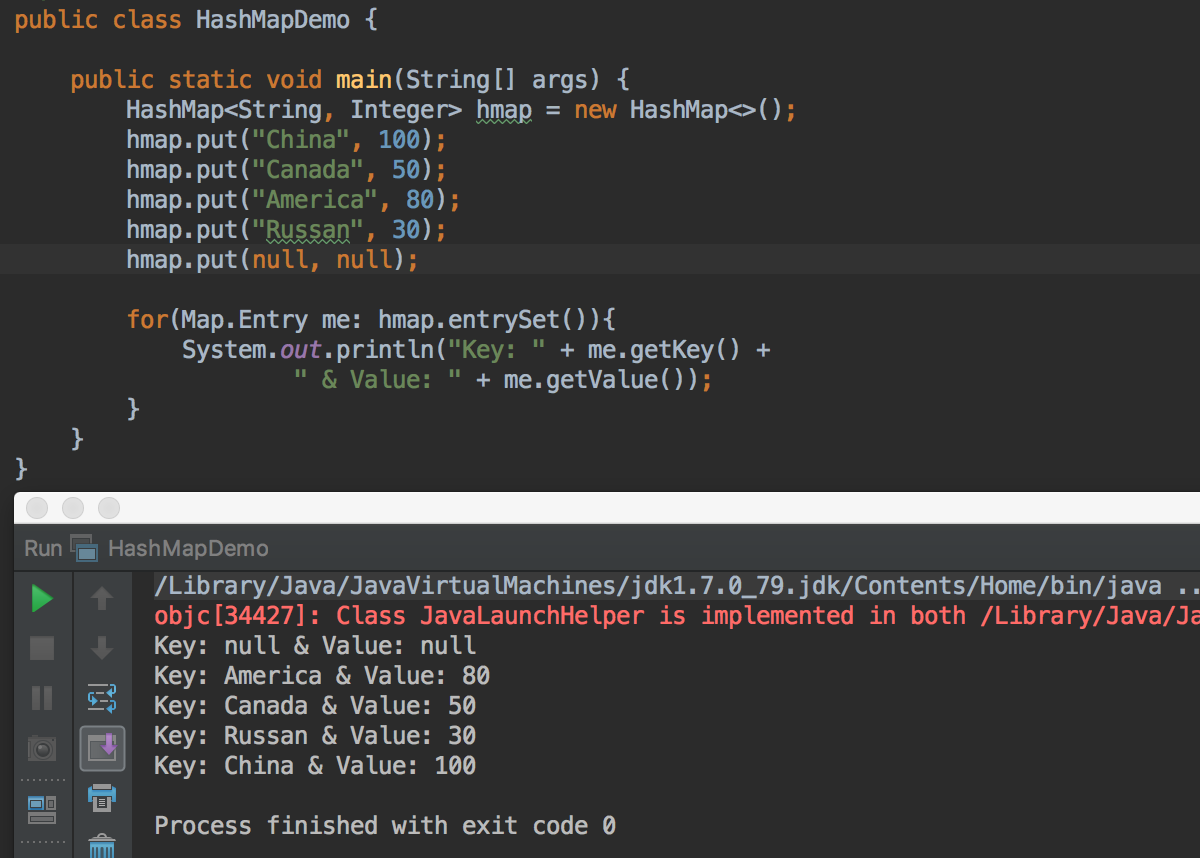 public class HashMapDemo {
public static void main(String[] args) {
HashMap<String, Integer> hmap = new HashMap<>();
hmap.put("China", 100);
hmap.put("Canada", 50);
hmap.put("America", 80);
hmap.put("Russan", 30);
hmap.put(null, null);
for(Map.Entry me: hmap.entrySet()){
System.out.println("Key: " + me.getKey() +
" & Value: " + me.getValue());
}
}
}
Run HashMapDemo
/Library/Java/JavaVirtualMachines/jdk1.7.0_79.jdk/Contents/Home/bin/java ..
objc[34427]: Class JavaLaunchHelper is implemented in both /Library/Java/Ja
Key: null & Value: null
Key: America & Value: 80
Key: Canada & Value: 50
Key: Russan & Value: 30
Key: China & Value: 100
Process finished with exit code 0